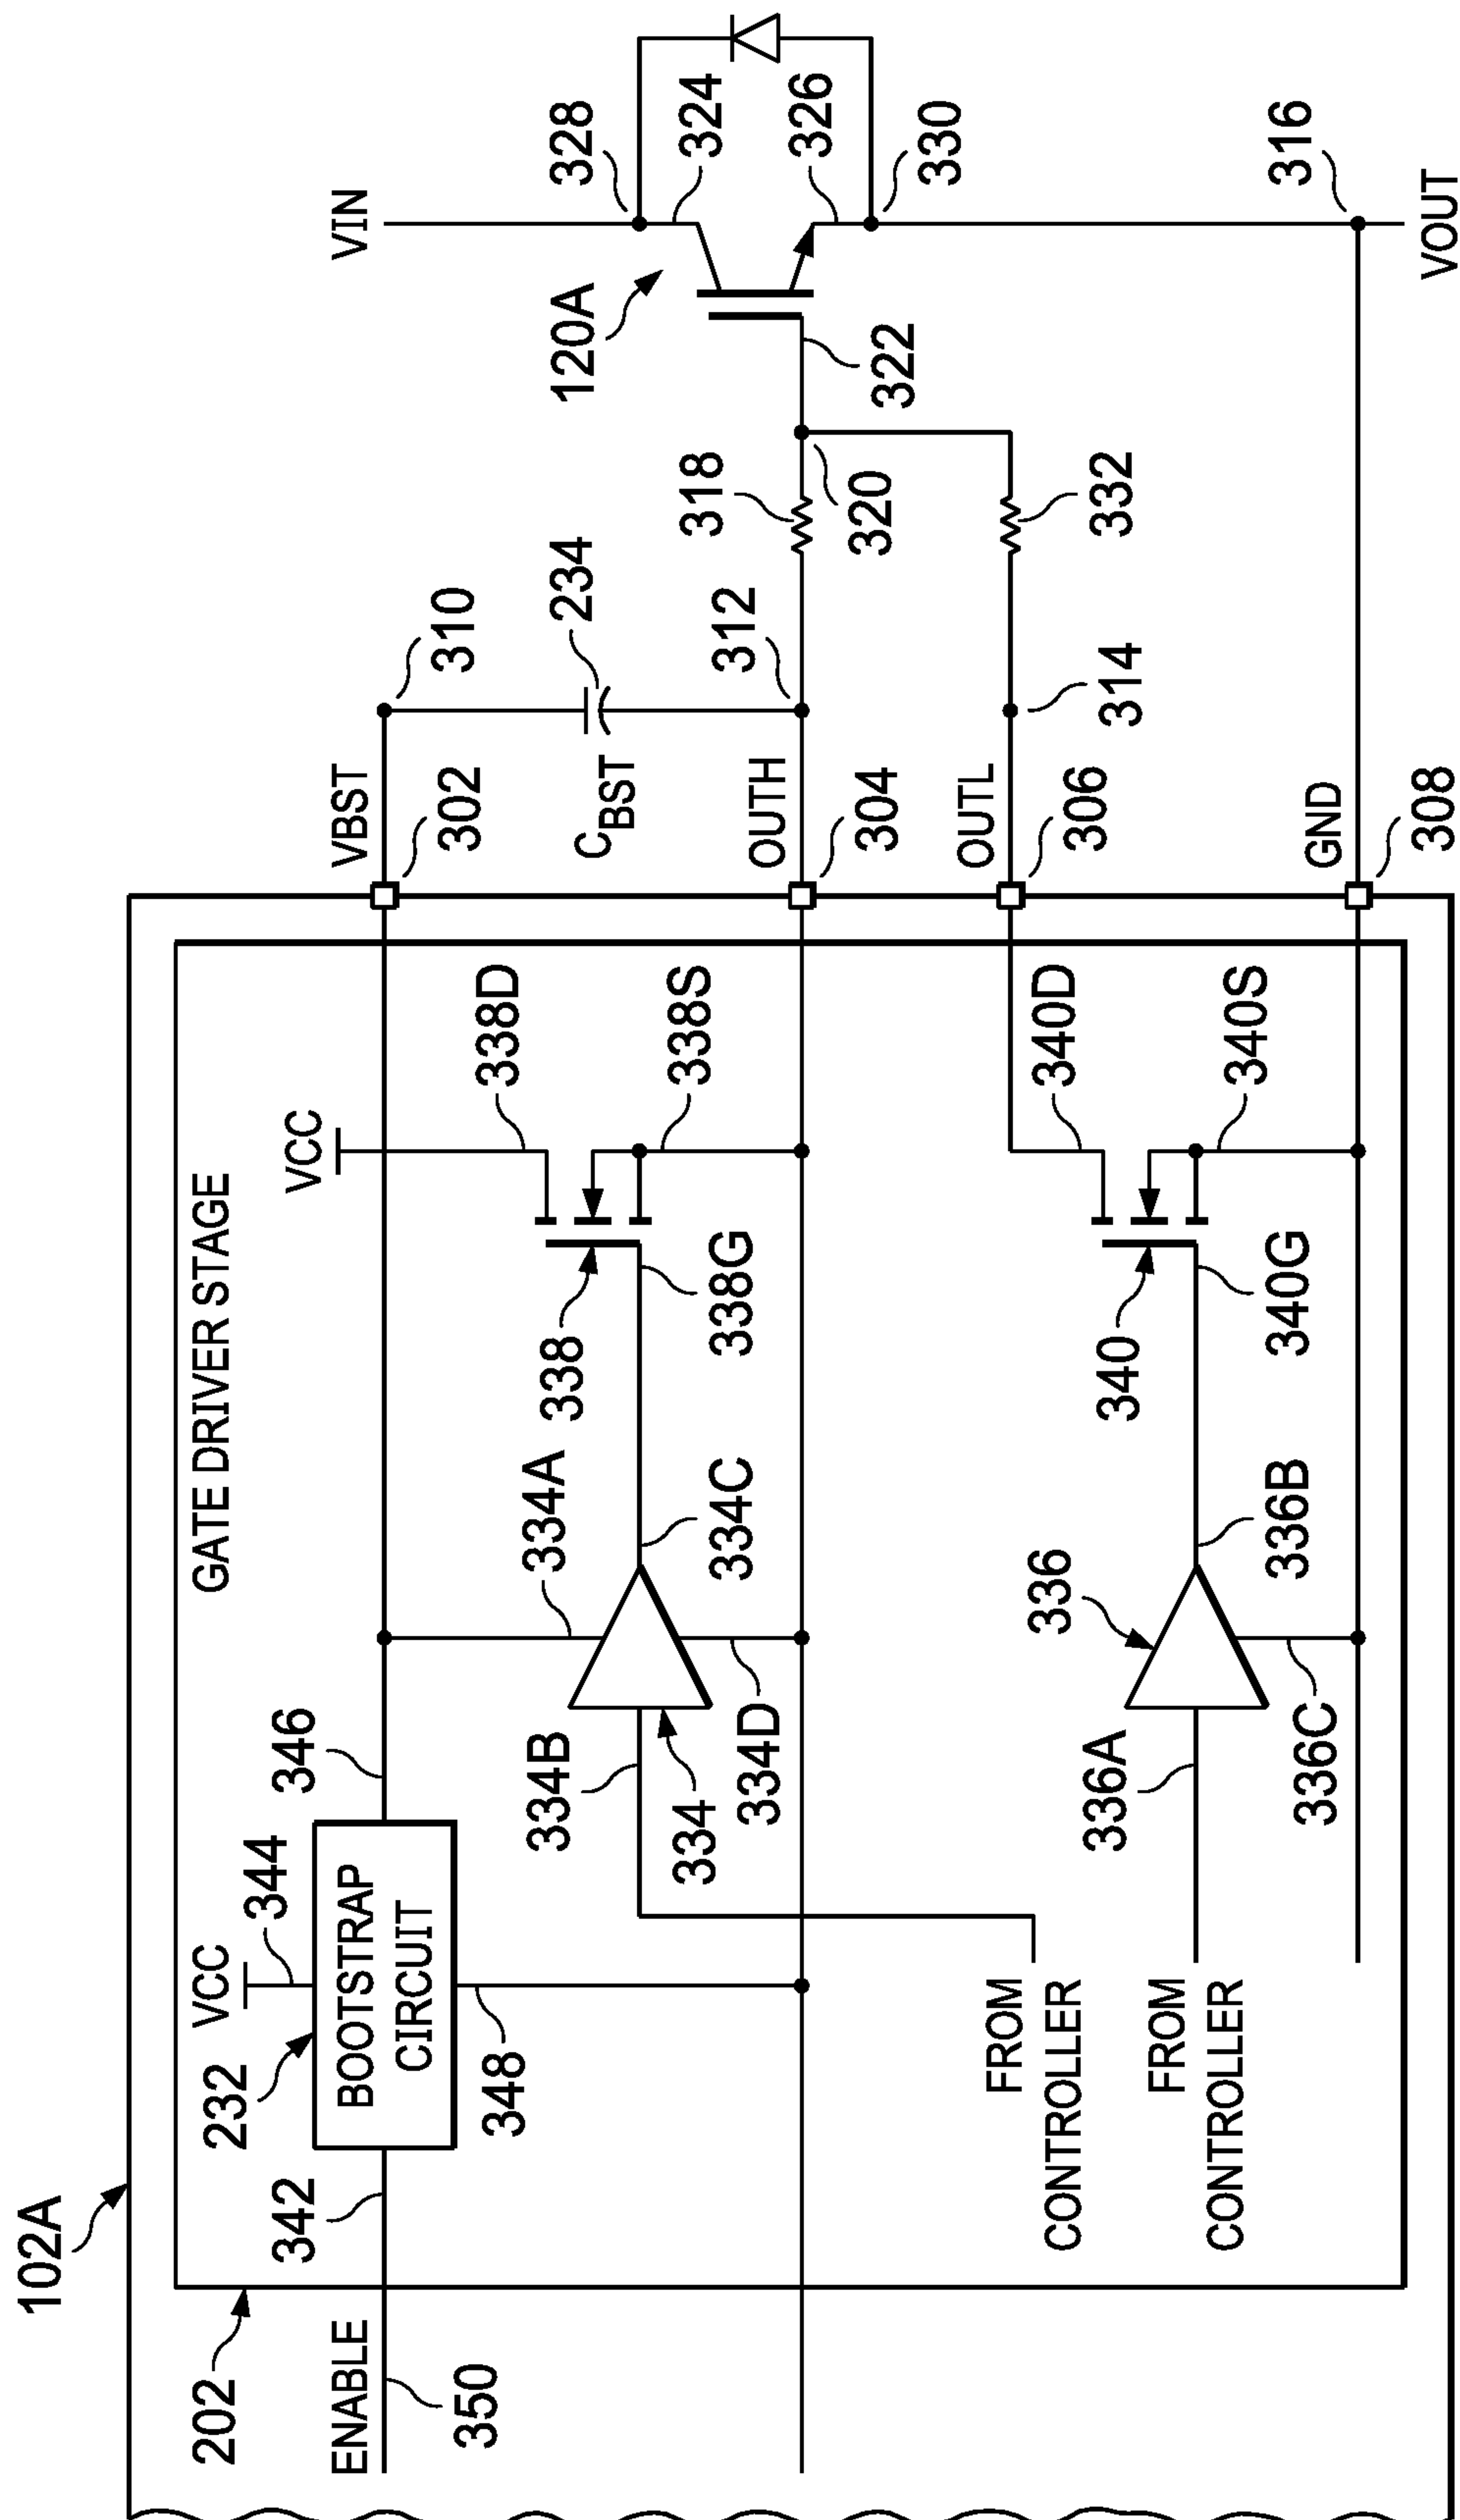 102A
202
GATE DRIVER STAGE
ENABLE
350
342
232
VCC
344
BOOTSTRAP
CIRCUIT
346
348
334A
334B
334
334C
334D
VCC
338D
338
338G
338S
FROM
CONTROLLER
FROM
CONTROLLER
336
336A
336B
336C
340
340D
340G
340S
VBST
302
310
CBST
234
OUTH
304
312
318
320
OUTL
306
314
332
GND
308
VIN
328
324
120A
322
326
330
316
VOUT